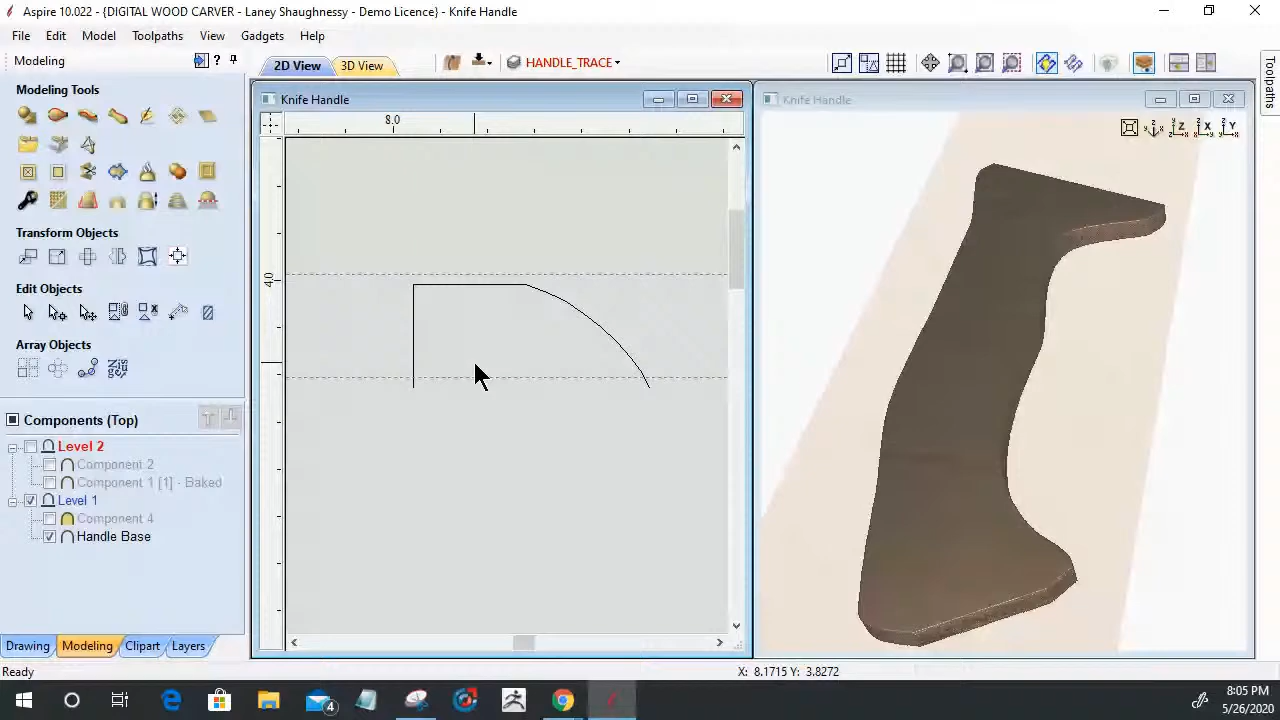 Aspire 10.022 - {DIGITAL WOOD CARVER - Laney Shaughnessy - Demo Licence} - Knife Handle
File Edit Model Toolpaths View Gadgets Help
Modeling ?
2D View 3D View HANDLE_TRACE
Modeling Tools
Knife Handle
Knife Handle
8.0
Z X Y
4.0
Transform Objects
Edit Objects
Array Objects
Components (Top)
Level 2
Component 2
Component 1 [1] - Baked
Level 1
Component 4
Handle Base
Drawing Modeling Clipart Layers
Toolpaths
Ready
X: 8.1715 Y: 3.8272
4
8:05 PM
5/26/2020